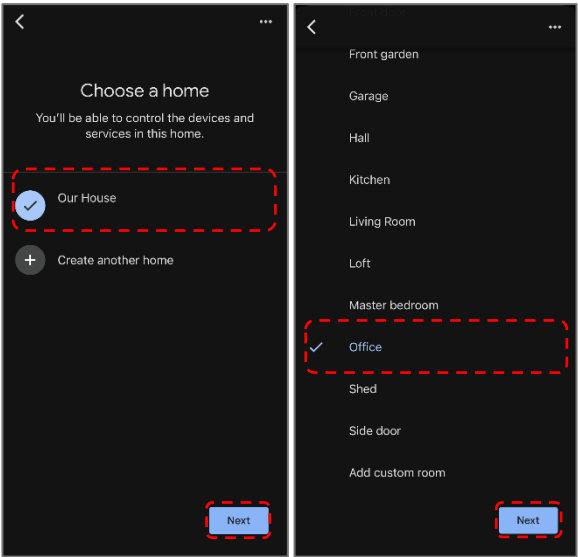 Choose a home
You'll be able to control the devices and
services in this home.
Our House
Create another home
Next
Front garden
Garage
Hall
Kitchen
Living Room
Loft
Master bedroom
Office
Shed
Side door
Add custom room
Next